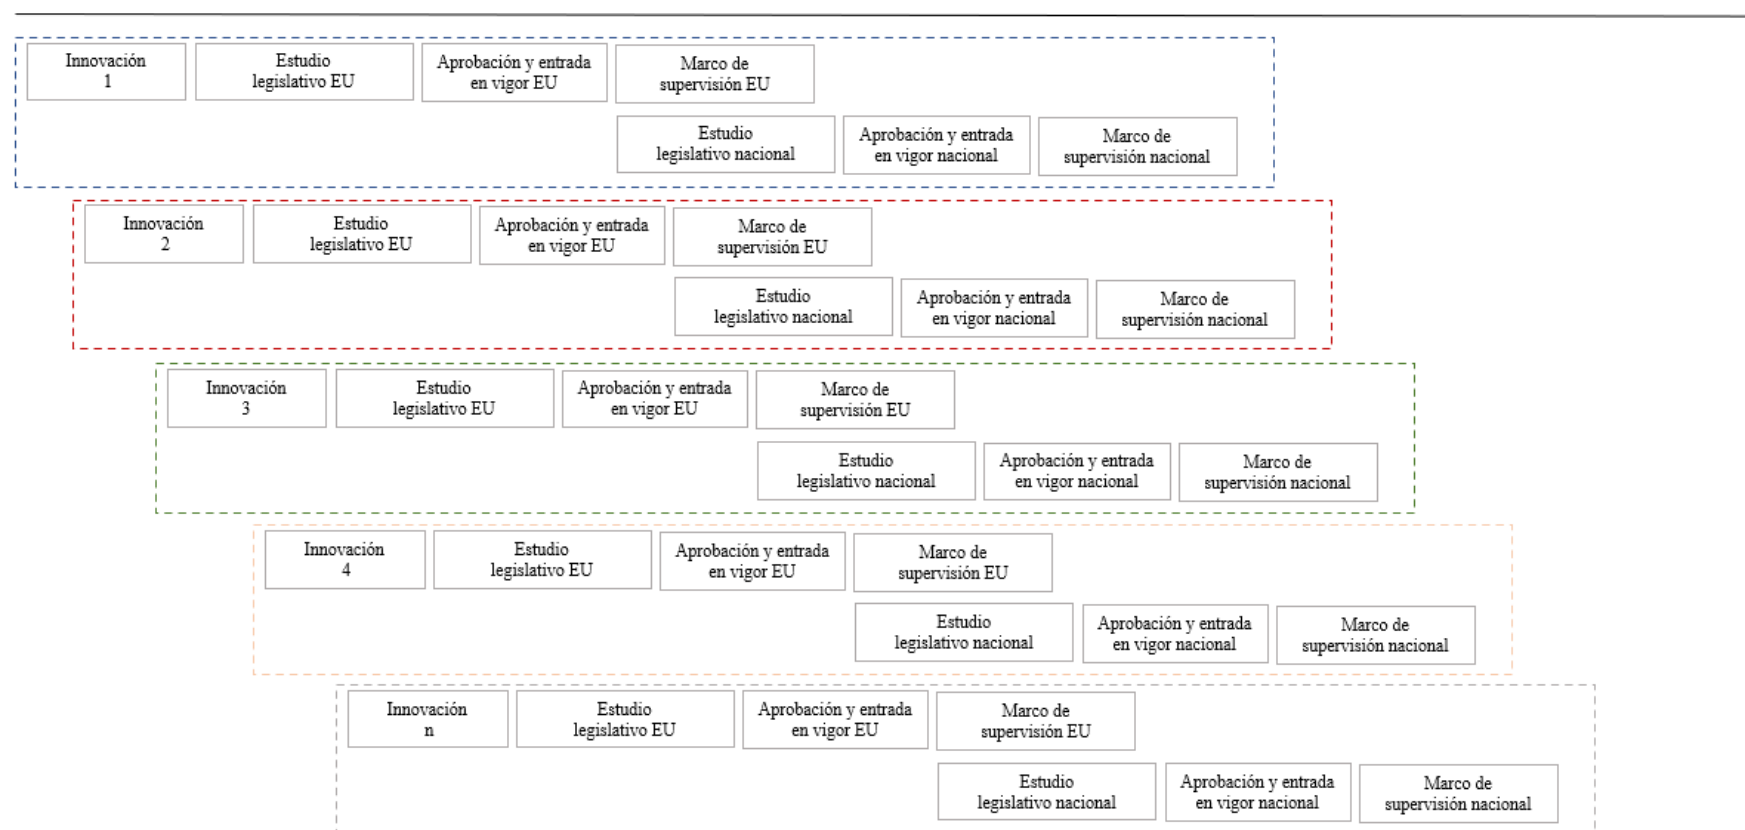 Innovación
1
Estudio
legislativo EU
Aprobación y entrada
en vigor EU
Marco de
supervisión EU
Estudio
legislativo nacional
Aprobación y entrada
en vigor nacional
Marco de
supervisión nacional
Innovación
2
Estudio
legislativo EU
Aprobación y entrada
en vigor EU
Marco de
supervisión EU
Estudio
legislativo nacional
Aprobación y entrada
en vigor nacional
Marco de
supervisión nacional
Innovación
3
Estudio
legislativo EU
Aprobación y entrada
en vigor EU
Marco de
supervisión EU
Estudio
legislativo nacional
Aprobación y entrada
en vigor nacional
Marco de
supervisión nacional
Innovación
4
Estudio
legislativo EU
Aprobación y entrada
en vigor EU
Marco de
supervisión EU
Estudio
legislativo nacional
Aprobación y entrada
en vigor nacional
Marco de
supervisión nacional
Innovación
n
Estudio
legislativo EU
Aprobación y entrada
en vigor EU
Marco de
supervisión EU
Estudio
legislativo nacional
Aprobación y entrada
en vigor nacional
Marco de
supervisión nacional